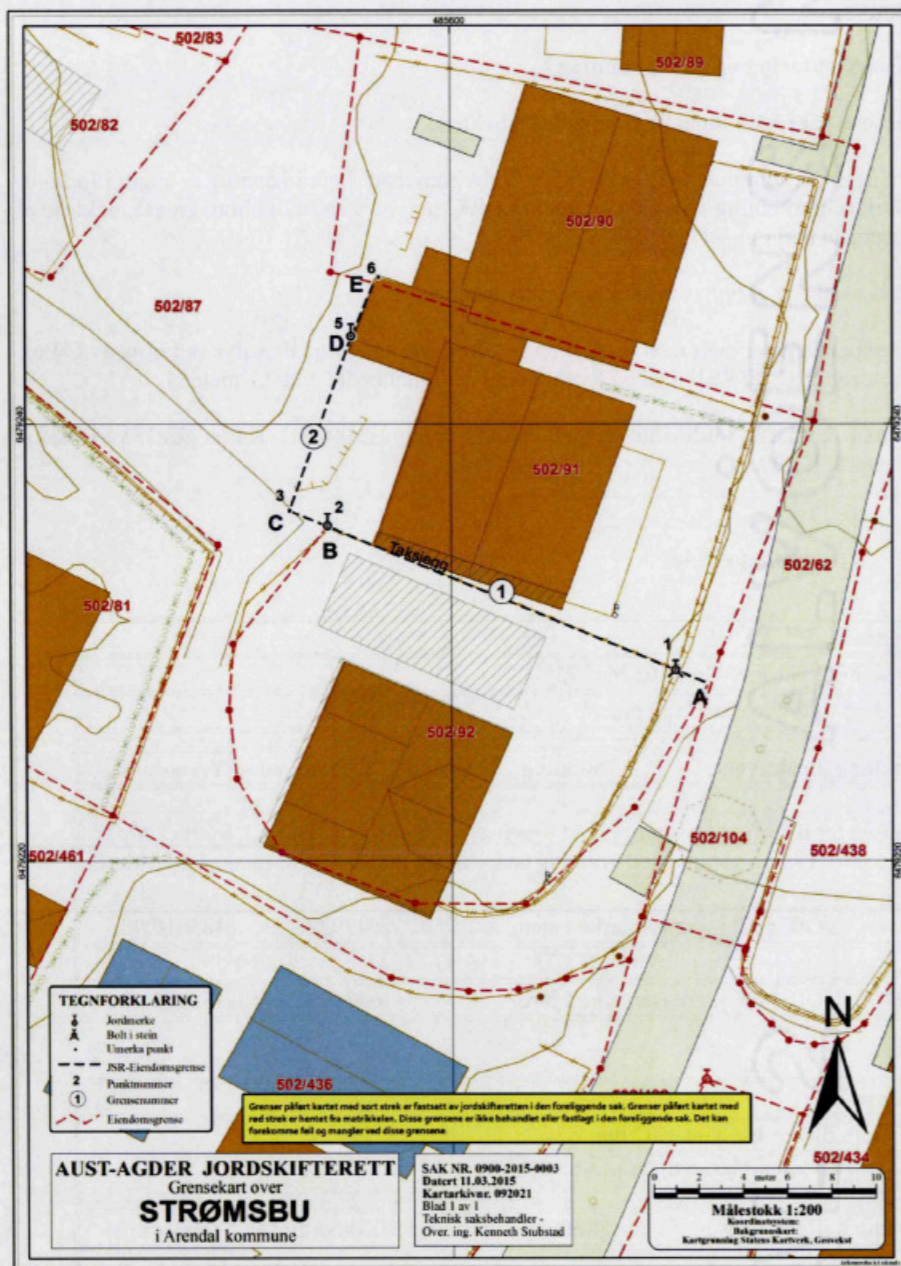 485600
502/83
502/89
502/82
502/90
502/87
6
E
5
D
6479240
6479240
2
502/91
3
C
2
B
Taksjegg
502/62
1
502/81
1
A
502/92
502/104
502/438
502/461
6479220
6479220
N
TEGNFORKLARING
Jordmerke
Bolt i stein
Umerka punkt
JSR-Eiendomsgrense
2 Punktnummer
1 Grensenummer
Eiendomsgrense
502/436
Grenser påført kartet med sort strek er fastsatt av jordskifteretten i den foreliggende sak. Grenser påført kartet med
rød strek er hentet fra matrikkelen. Disse grensene er ikke behandlet eller fastlagt i den foreliggende sak. Det kan
forekomme feil og mangler ved disse grensene.
502/434
AUST-AGDER JORDSKIFTERETT
Grensekart over
STRØMSBU
i Arendal kommune
SAK NR. 0900-2015-0003
Datert 11.03.2015
Kartarkivnr. 092021
Blad 1 av 1
Teknisk saksbehandler -
Over. ing. Kenneth Stubstad
0 2 4 meter 6 8 10
Målestokk 1:200
Koordinatsystem:
Bakgrunnskart:
Kartgrunnlag Statens Kartverk, Geovekst